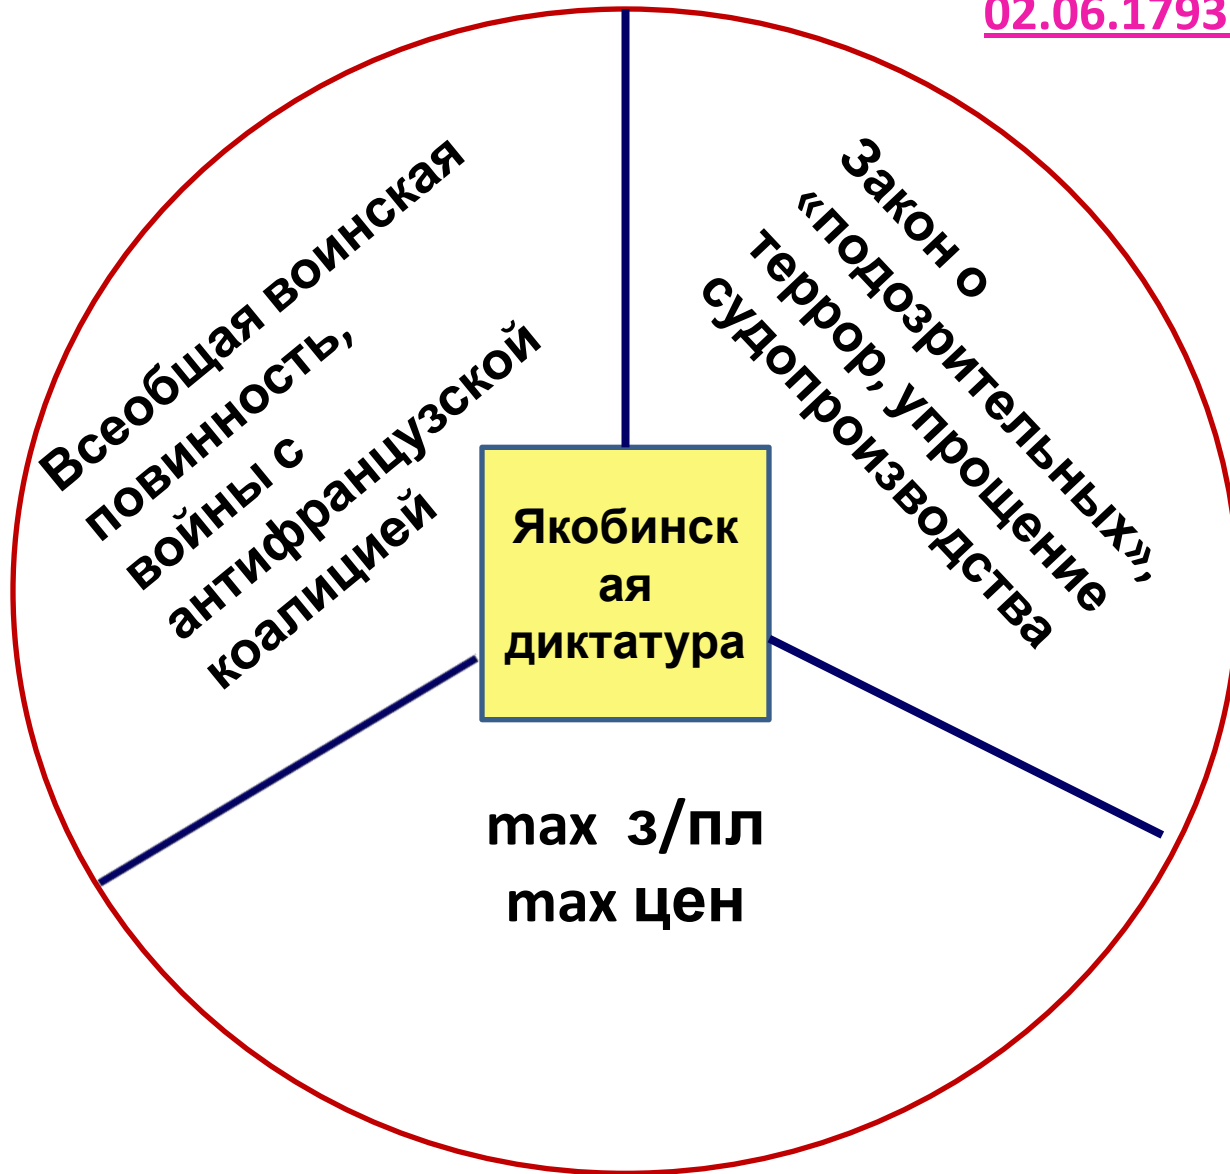 02.06.1793
Всеобщая воинская
повинность,
войны с
антифранцузской
коалицией
Закон о
«подозрительных»,
террор, упрощение
судопроизводства
Якобинск
ая
диктатура
max з/пл
max цен